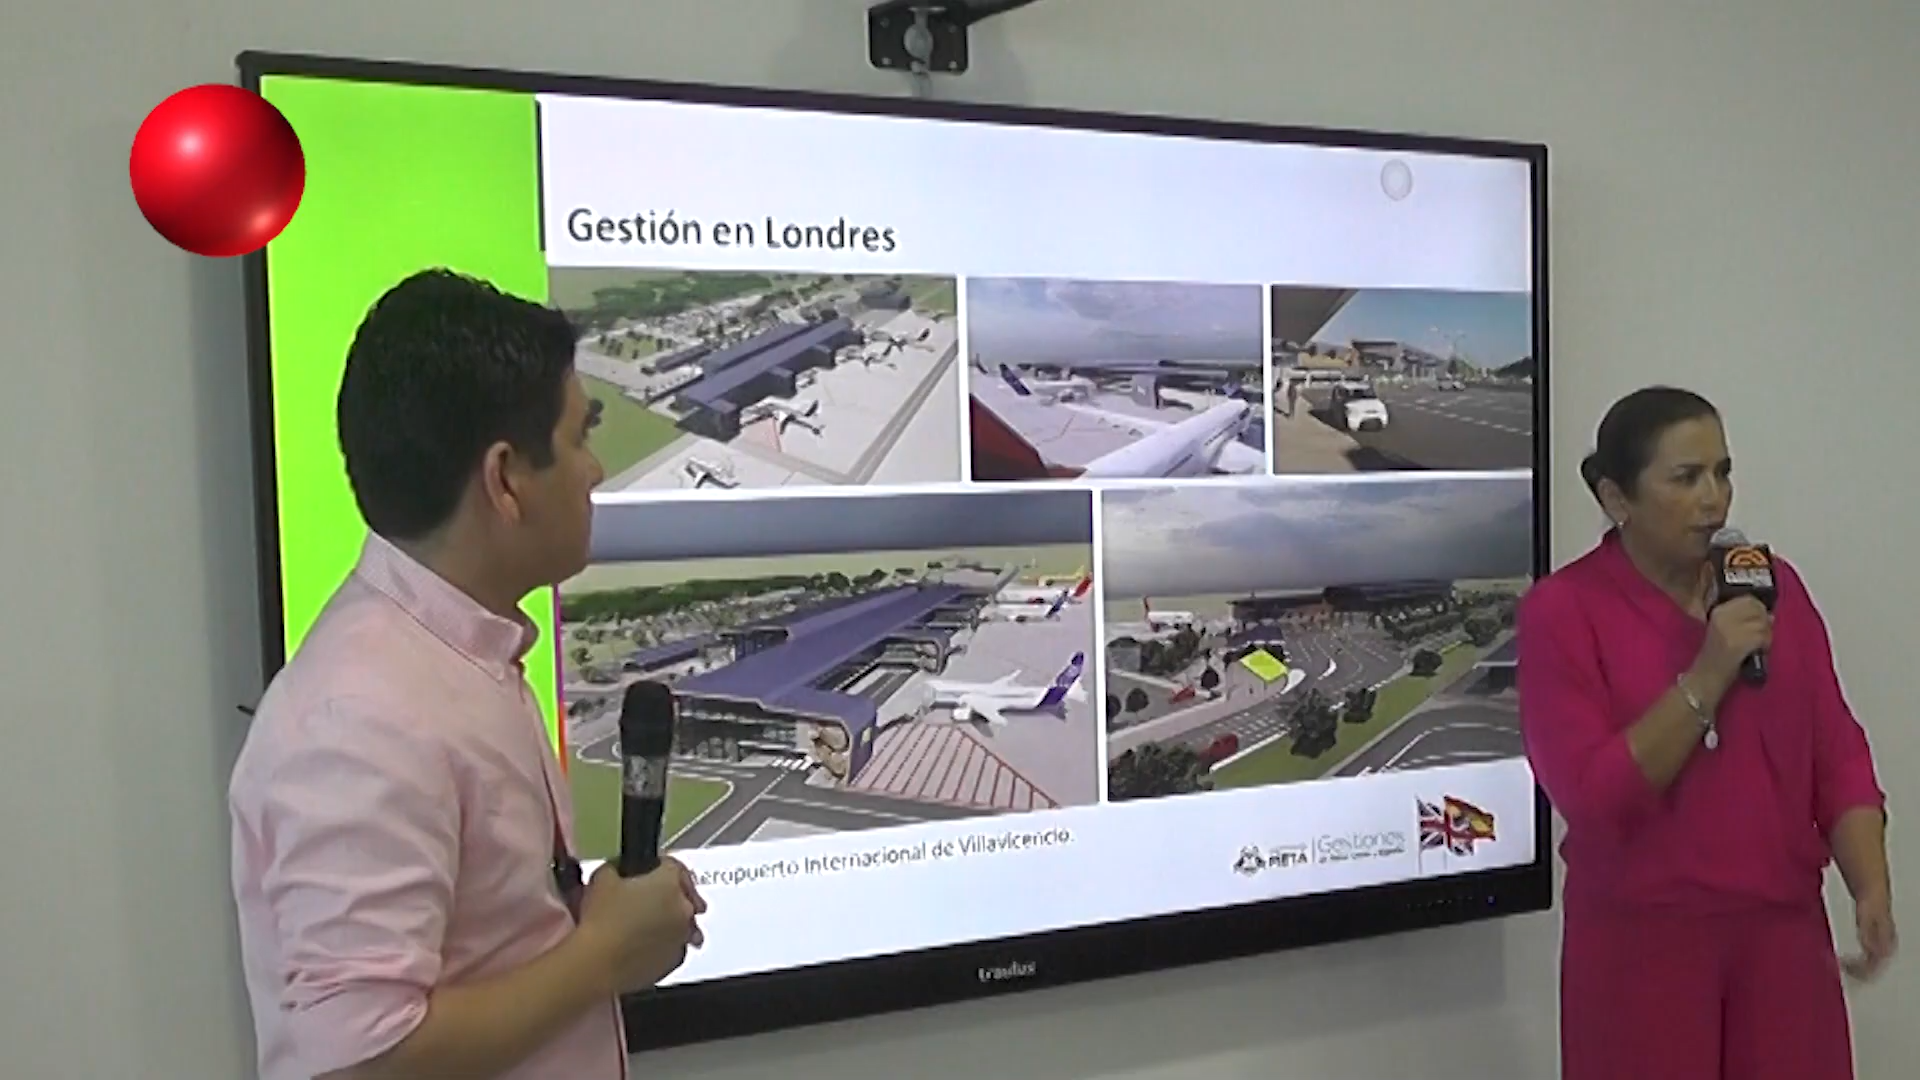 Gestión en Londres
Aeropuerto Internacional de Villavicencio.
META
Gestiones